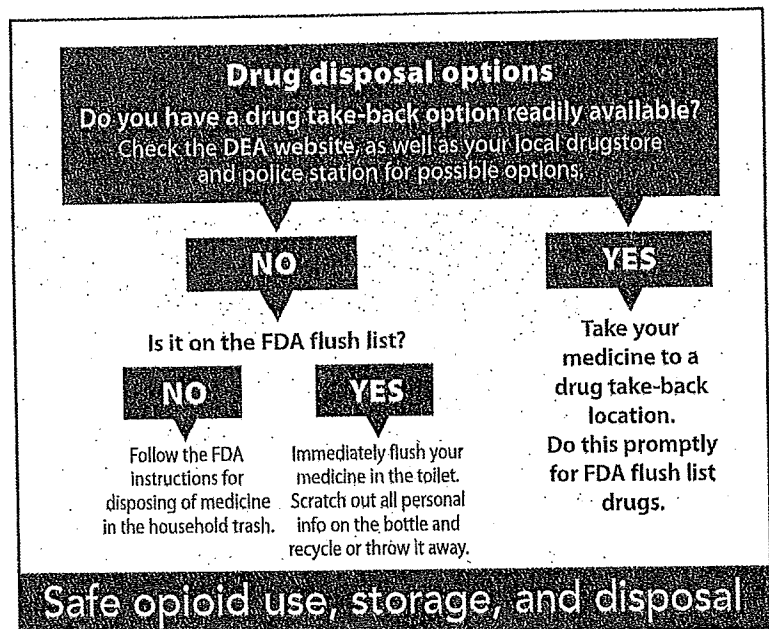 Drug disposal options
Do you have a drug take-back option readily available?
Check the DEA website, as well as your local drugstore
and police station for possible options.
NO
YES
Is it on the FDA flush list?
NO
YES
Follow the FDA
instructions for
disposing of medicine
in the household trash.
Immediately flush your
medicine in the toilet.
Scratch out all personal
info on the bottle and
recycle or throw it away.
Take your
medicine to a
drug take-back
location.
Do this promptly
for FDA flush list
drugs.
Safe opioid use, storage, and disposal